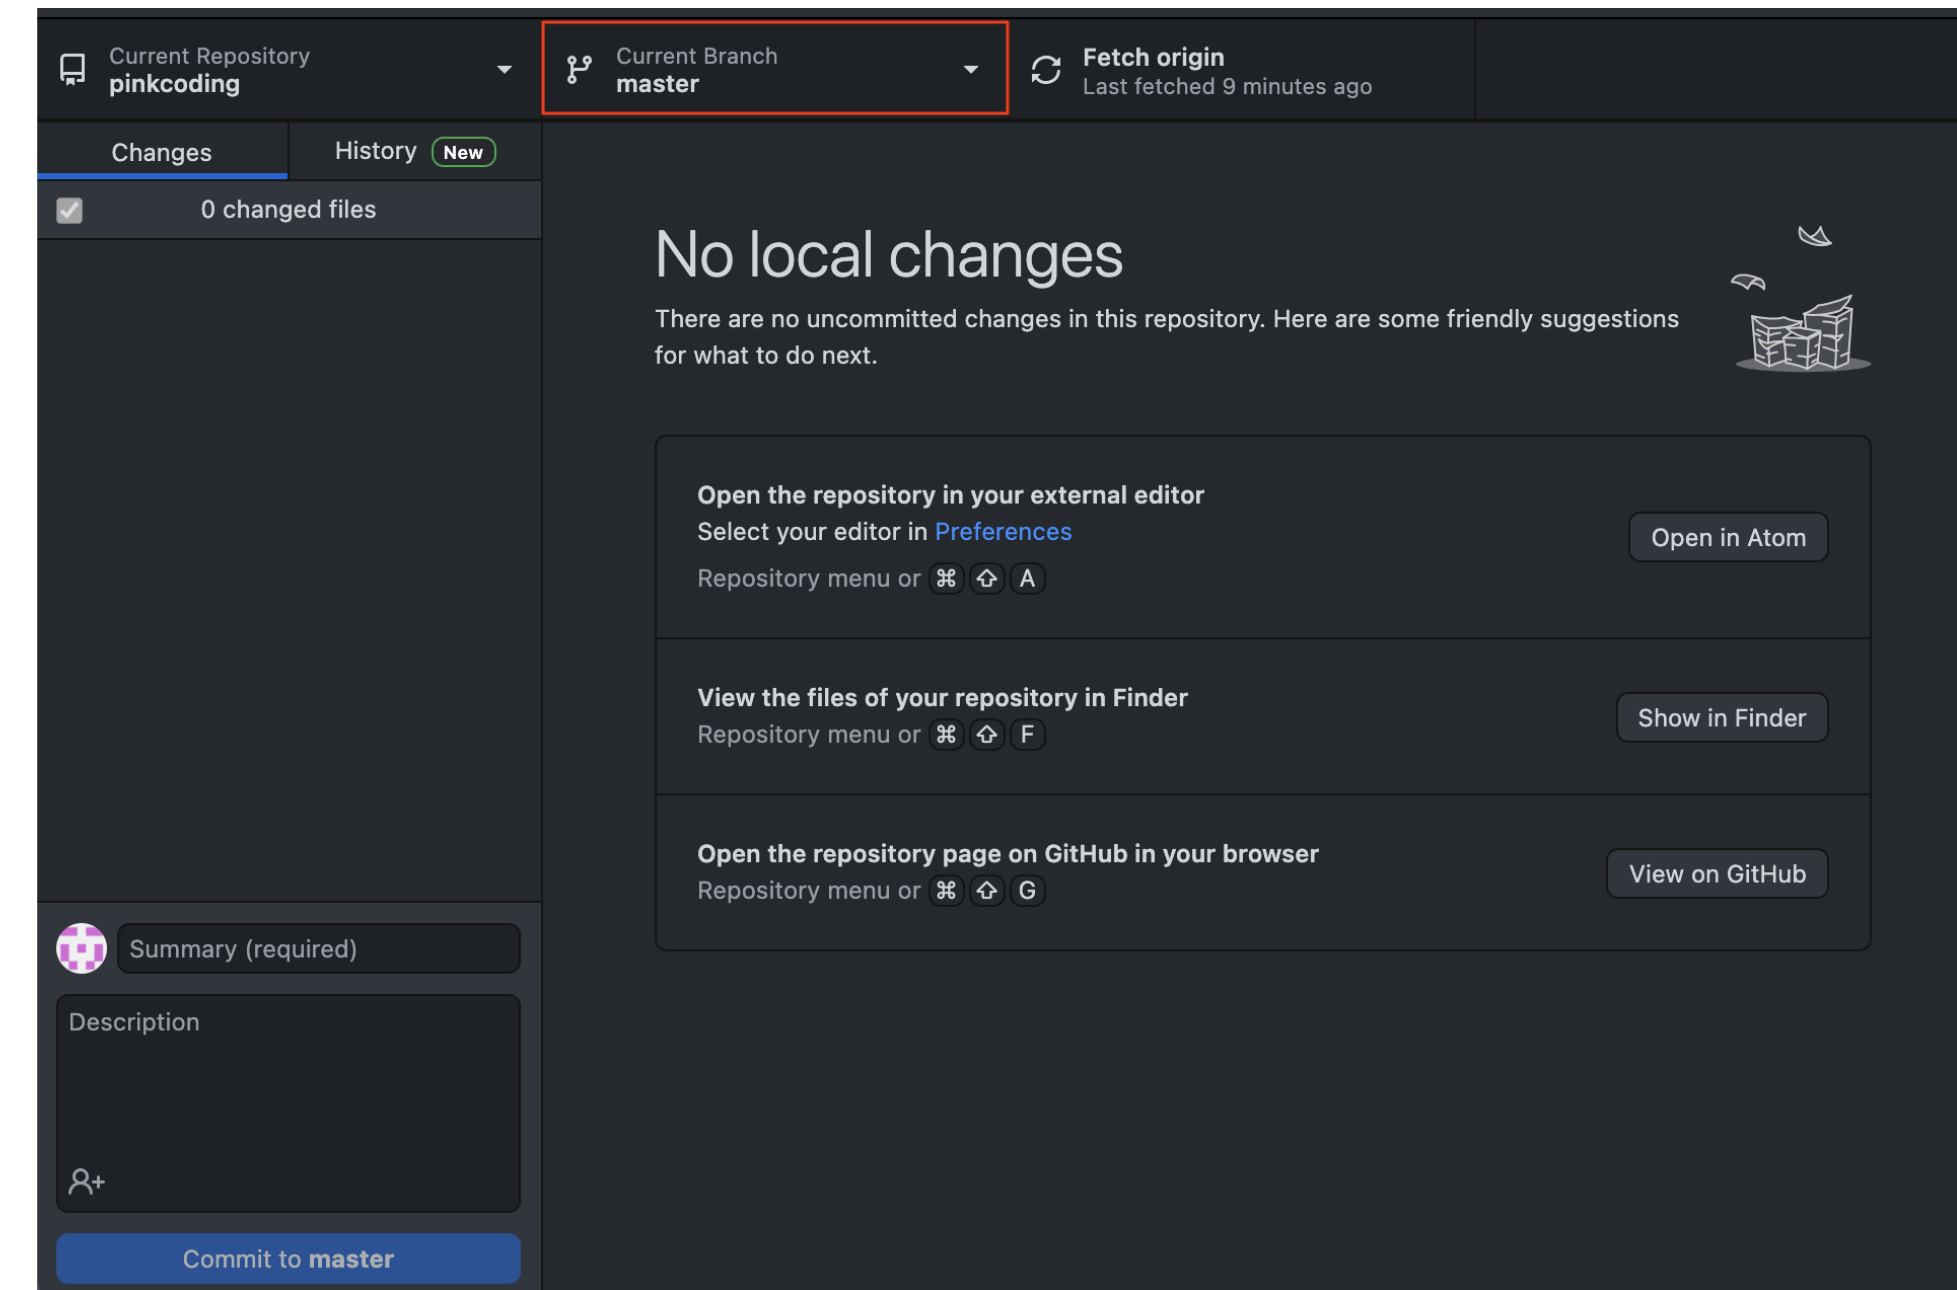 Current Repository
pinkcoding
Current Branch
master
Fetch origin
Last fetched 9 minutes ago
Changes
History New
0 changed files
No local changes
There are no uncommitted changes in this repository. Here are some friendly suggestions
for what to do next.
Open the repository in your external editor
Select your editor in Preferences
Repository menu or ⌘ ⇧ A
Open in Atom
View the files of your repository in Finder
Repository menu or ⌘ ⇧ F
Show in Finder
Open the repository page on GitHub in your browser
Repository menu or ⌘ ⇧ G
View on GitHub
Summary (required)
Description
Commit to master